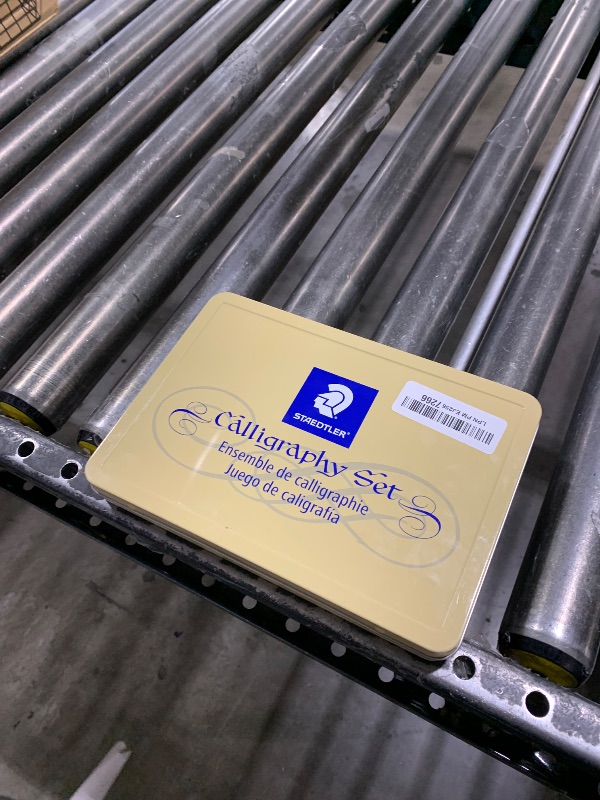 STAEDTLER®
Calligraphy Set
Ensemble de calligraphie
Juego de caligrafía